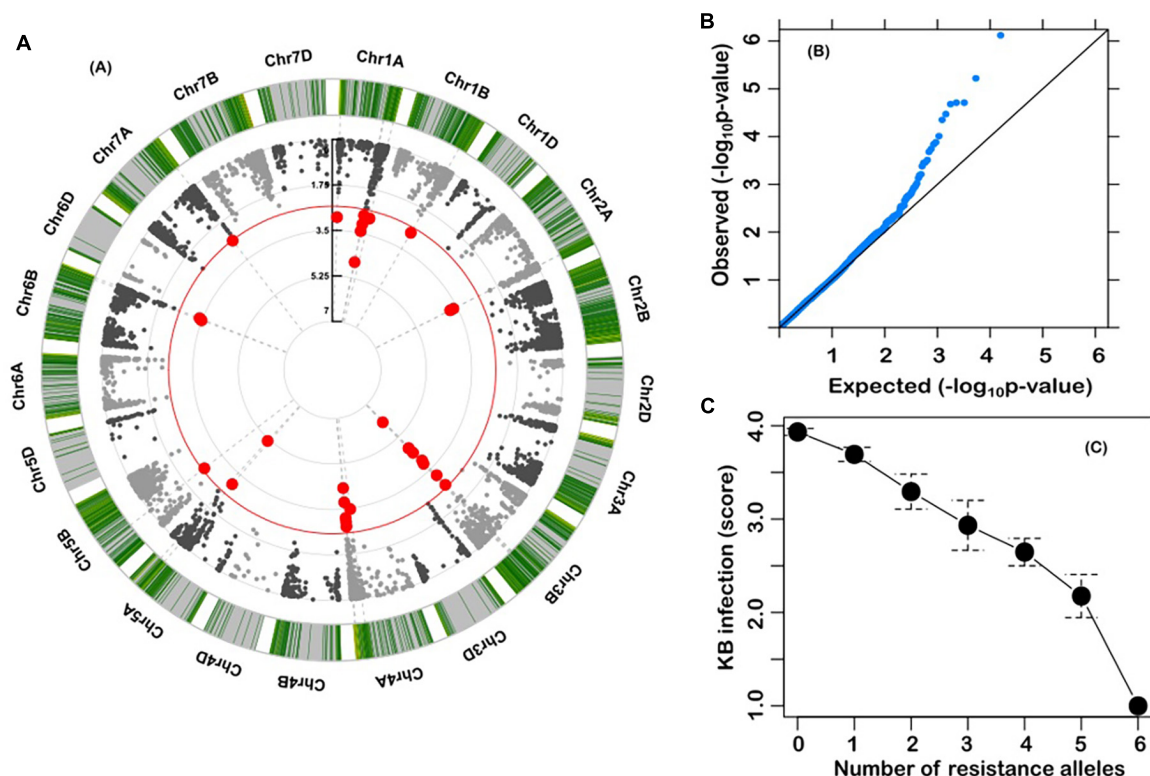 A
(A)
Chr1A
Chr1B
Chr1D
Chr2A
Chr2B
Chr2D
Chr3A
Chr3B
Chr3D
Chr4A
Chr4B
Chr4D
Chr5A
Chr5B
Chr5D
Chr6A
Chr6B
Chr6D
Chr7A
Chr7B
Chr7D
1.75
3.5
5.25
7
B
(B)
Observed (-log10p-value)
6
5
4
3
2
1
1 2 3 4 5 6
Expected (-log10p-value)
C
(C)
KB infection (score)
4.0
3.0
2.0
1.0
0 1 2 3 4 5 6
Number of resistance alleles